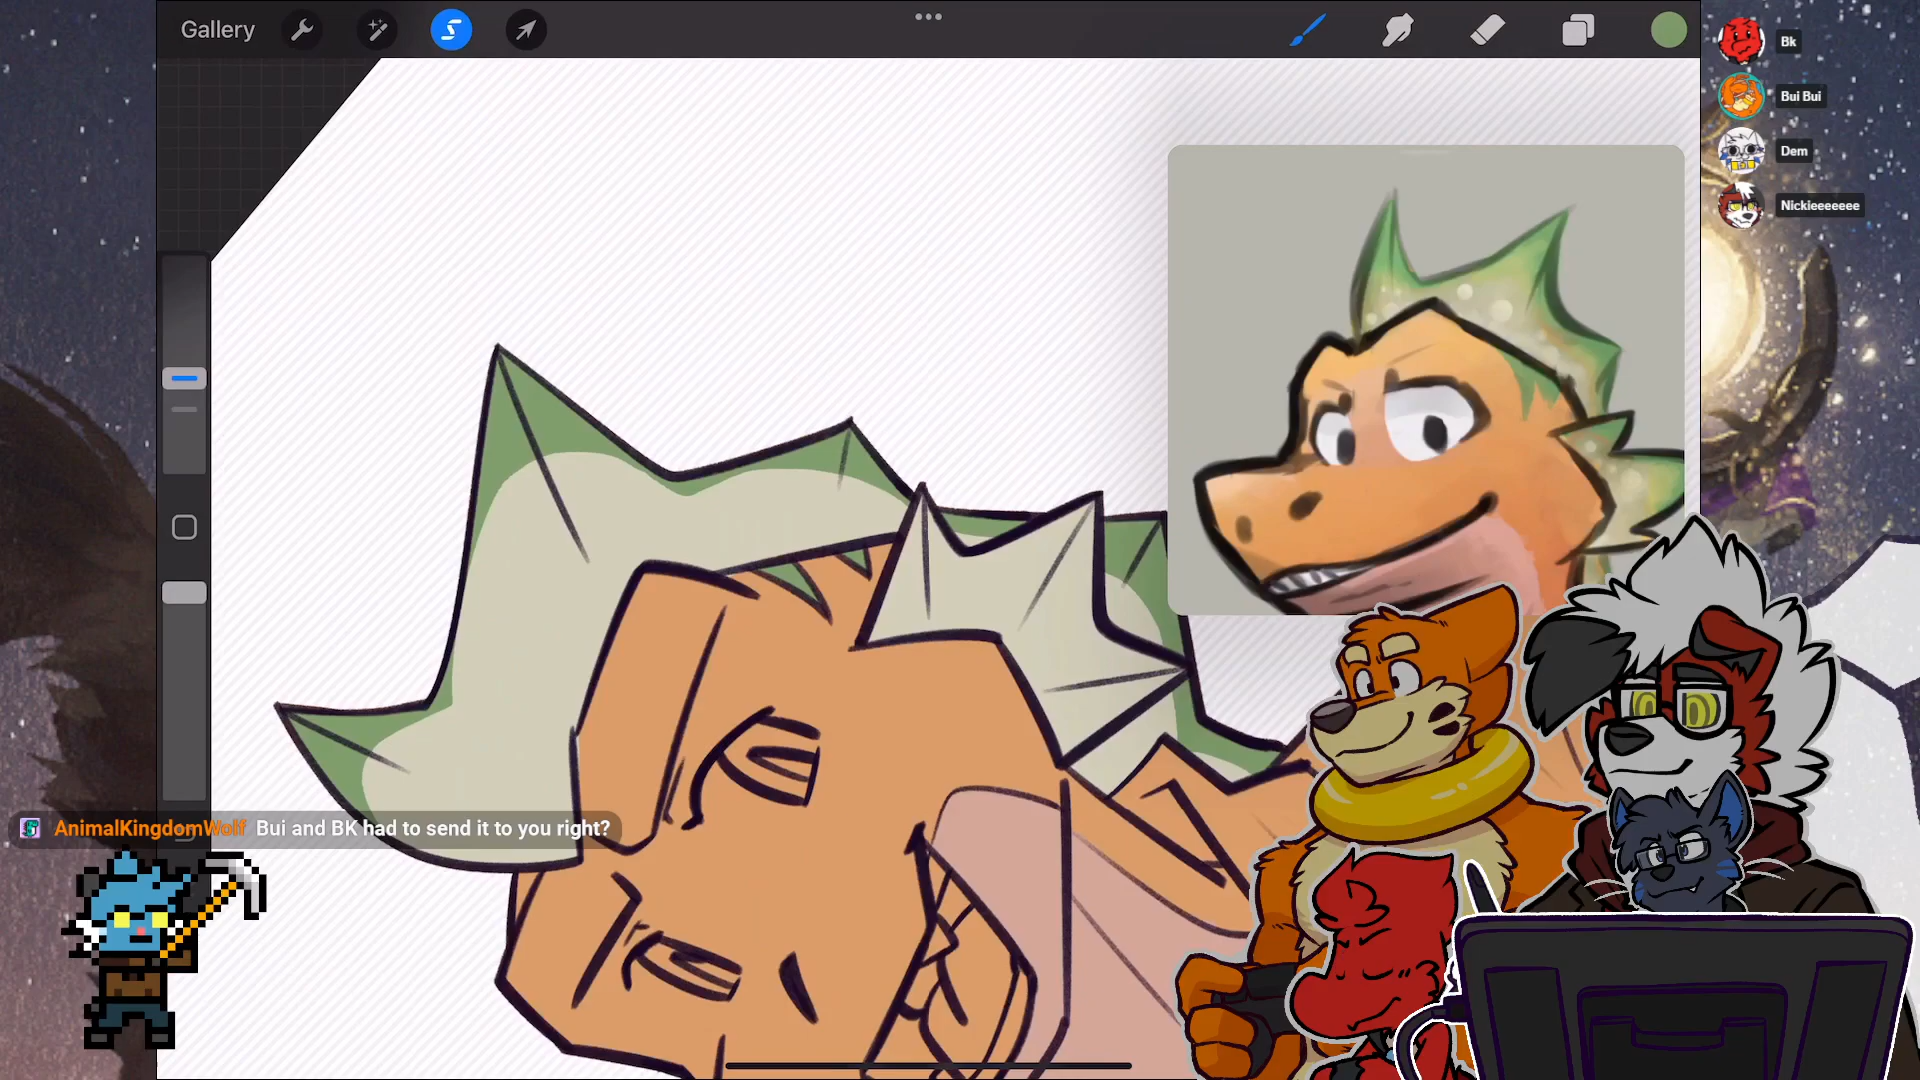 Gallery
Bk
Bui Bui
Dem
Nickieeeeeee
AnimalKingdomWolf Bui and BK had to send it to you right?